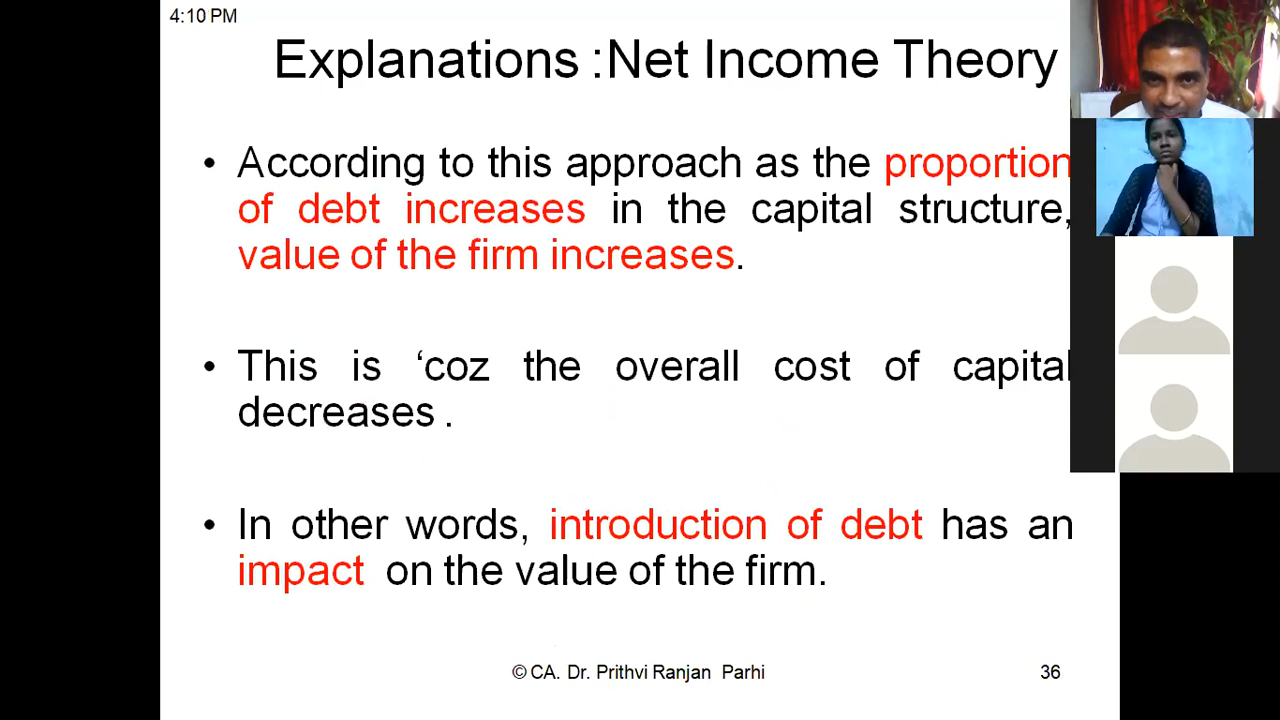 4:10 PM
Explanations :Net Income Theory
• According to this approach as the proportion
of debt increases in the capital structure,
value of the firm increases.
• This is ‘coz the overall cost of capital
decreases .
• In other words, introduction of debt has an
impact on the value of the firm.
© CA. Dr. Prithvi Ranjan Parhi
36